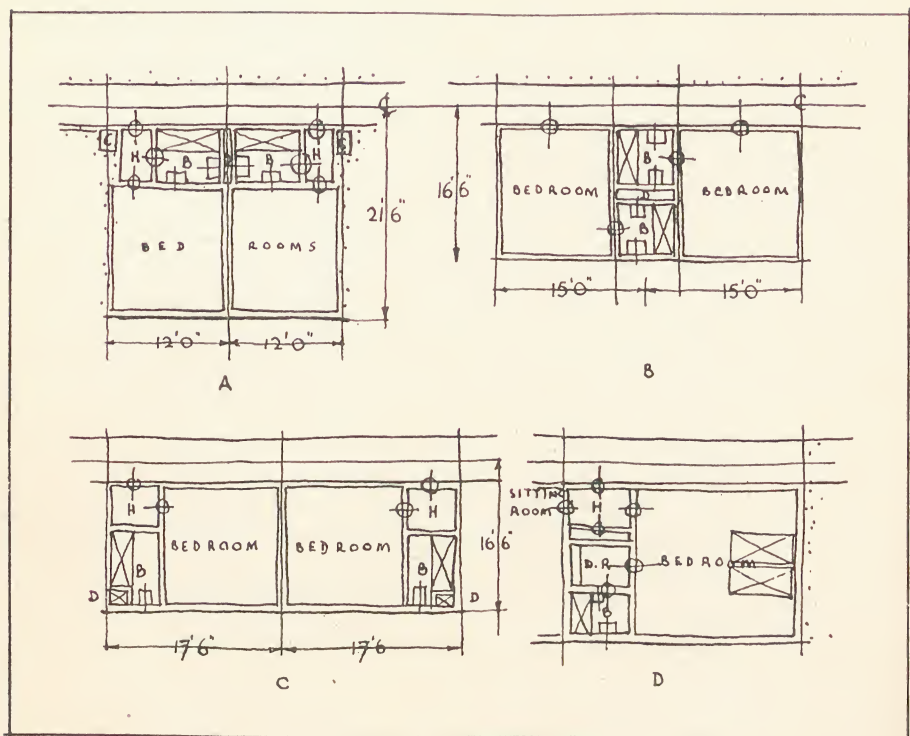 ℄
℄
C
H
B
B
H
BED
ROOMS
21'6"
12'0"
12'0"
A
16'6"
BEDROOM
B
D
B
BEDROOM
15'0"
15'0"
B
H
BEDROOM
BEDROOM
H
B
B
D
D
16'6"
17'6"
17'6
C
SITTING
ROOM
H
D.R
BEDROOM
B
D